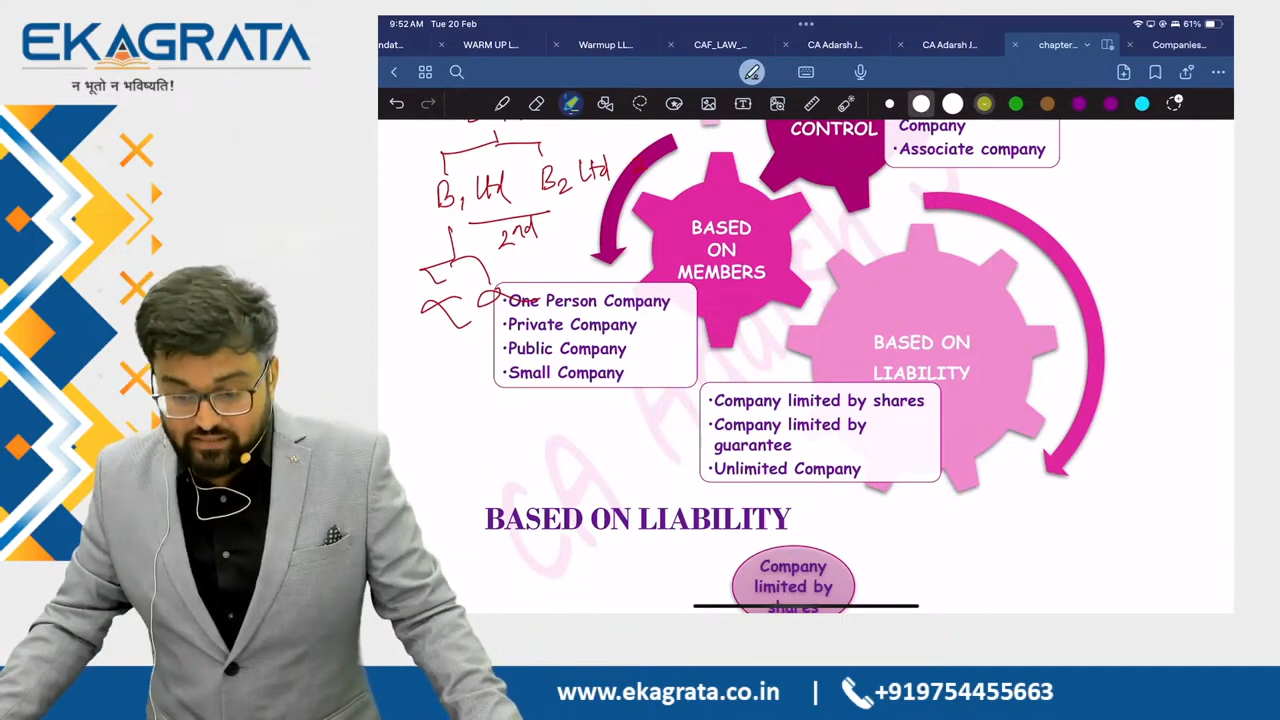 EKAGRATA
न भूतो न भविष्यति!
9:52 AM Tue 20 Feb
61%
ndat...
WARM UP L...
Warmup LL...
CAF_LAW_...
CA Adarsh J...
CA Adarsh J...
chapter...
Companies...
CONTROL
Company
•Associate company
B1 Ltd
B2 Ltd
2nd
BASED
ON
MEMBERS
•One Person Company
•Private Company
•Public Company
•Small Company
BASED ON
LIABILITY
•Company limited by shares
•Company limited by
guarantee
•Unlimited Company
CA Adarsh
BASED ON LIABILITY
Company
limited by
shares
www.ekagrata.co.in | +919754455663